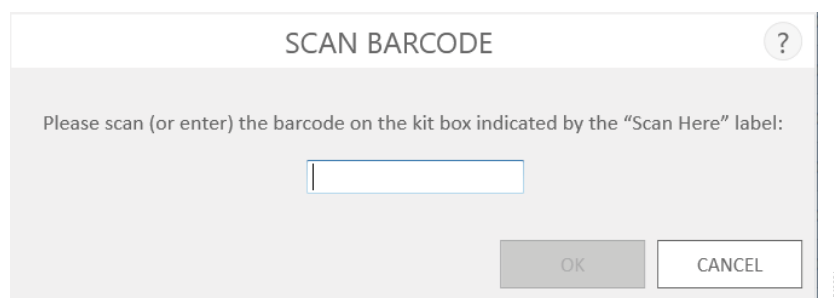 SCAN BARCODE
?
Please scan (or enter) the barcode on the kit box indicated by the “Scan Here” label:
OK
CANCEL